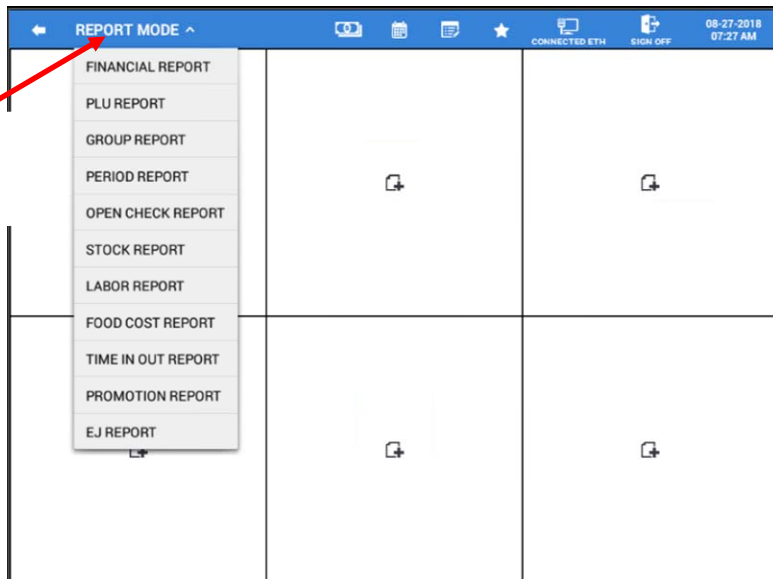 REPORT MODE ^
CONNECTED ETH
SIGN OFF
08-27-2018
07:27 AM
FINANCIAL REPORT
PLU REPORT
GROUP REPORT
PERIOD REPORT
OPEN CHECK REPORT
STOCK REPORT
LABOR REPORT
FOOD COST REPORT
TIME IN OUT REPORT
PROMOTION REPORT
EJ REPORT